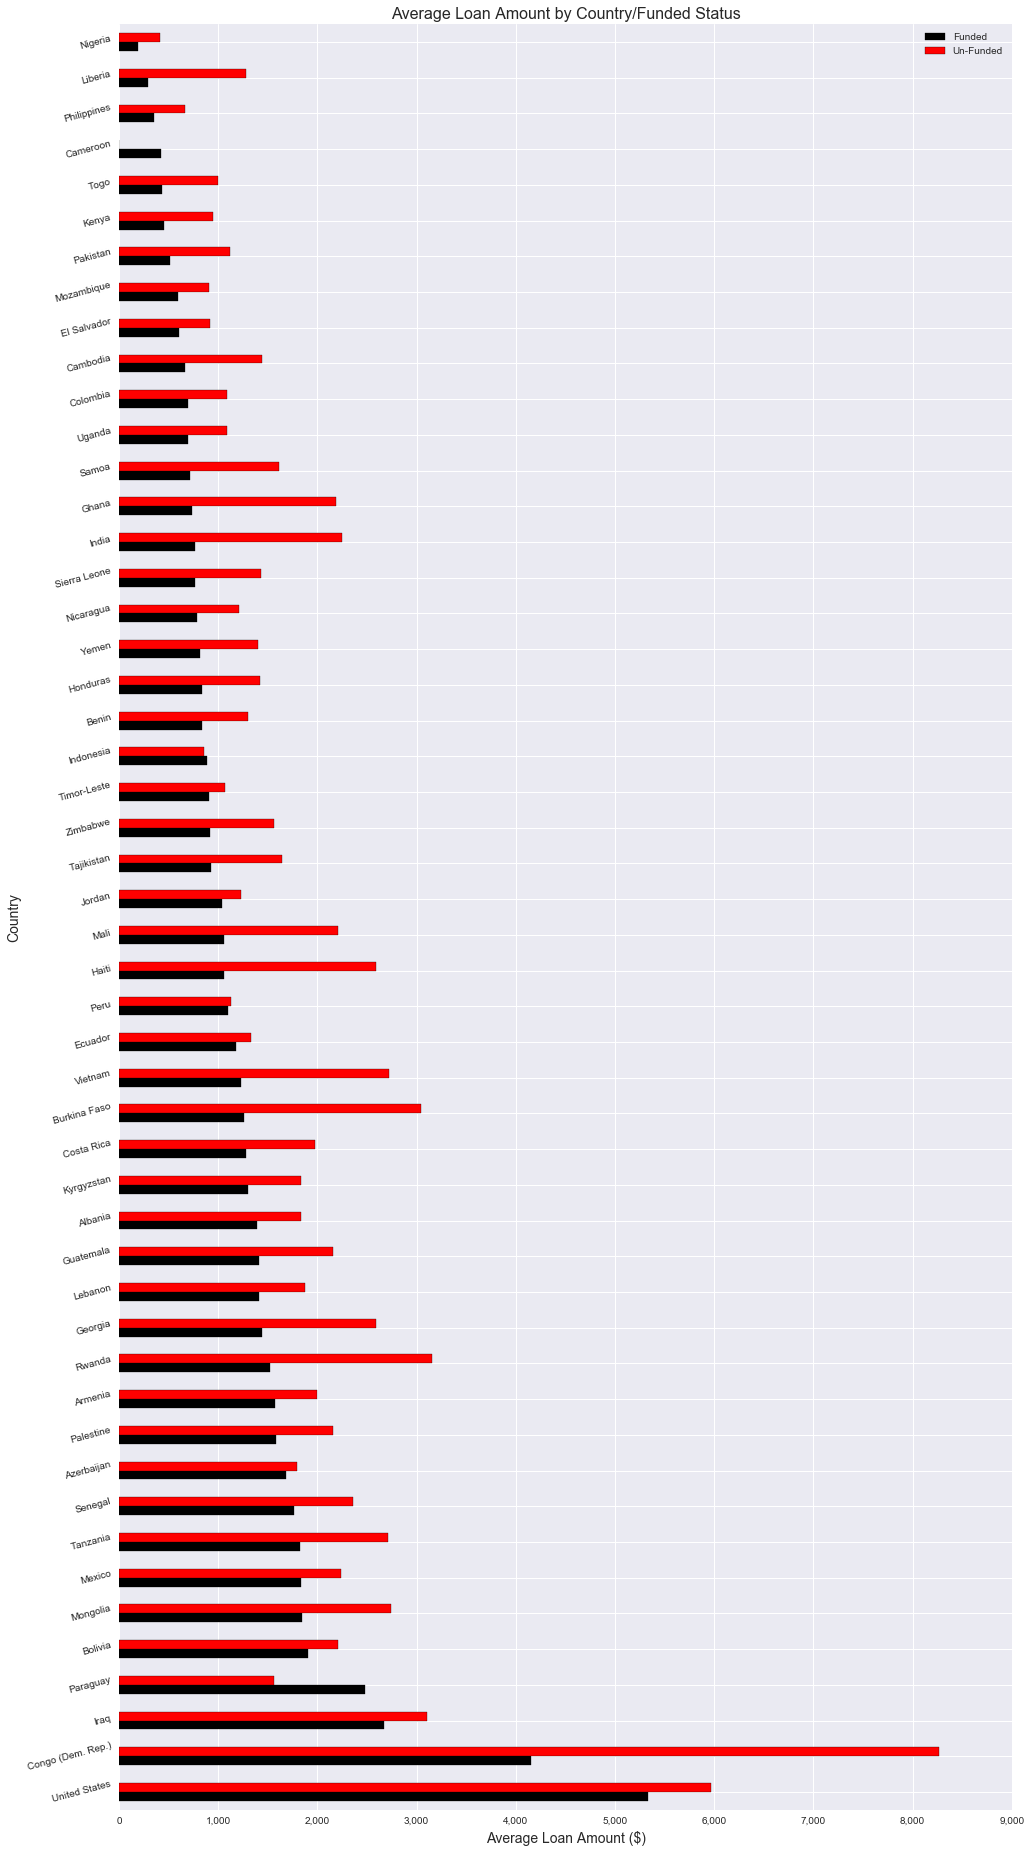 Average Loan Amount by Country/Funded Status
Funded
Un-Funded
Nigeria
Liberia
Philippines
Cameroon
Togo
Kenya
Pakistan
Mozambique
El Salvador
Cambodia
Colombia
Uganda
Samoa
Ghana
India
Sierra Leone
Nicaragua
Yemen
Honduras
Benin
Indonesia
Timor-Leste
Zimbabwe
Tajikistan
Jordan
Mali
Haiti
Peru
Ecuador
Vietnam
Burkina Faso
Costa Rica
Kyrgyzstan
Albania
Guatemala
Lebanon
Georgia
Rwanda
Armenia
Palestine
Azerbaijan
Senegal
Tanzania
Mexico
Mongolia
Bolivia
Paraguay
Iraq
Congo (Dem. Rep.)
United States
Country
0 1,000 2,000 3,000 4,000 5,000 6,000 7,000 8,000 9,000
Average Loan Amount ($)